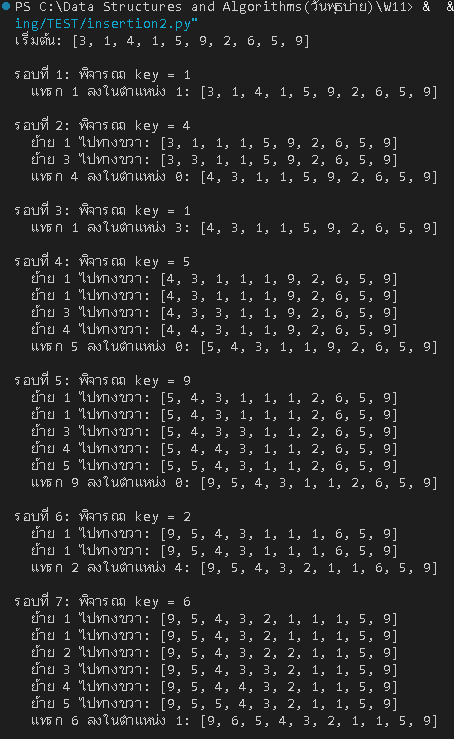 PS C:\Data Structures and Algorithms(วันพุธบ่าย)\W11> & &
ing/TEST/insertion2.py"
เริ่มต้น: [3, 1, 4, 1, 5, 9, 2, 6, 5, 9]
รอบที่ 1: พิจารณา key = 1
แทรก 1 ลงในตำแหน่ง 1: [3, 1, 4, 1, 5, 9, 2, 6, 5, 9]
รอบที่ 2: พิจารณา key = 4
ย้าย 1 ไปทางขวา: [3, 1, 1, 1, 5, 9, 2, 6, 5, 9]
ย้าย 3 ไปทางขวา: [3, 3, 1, 1, 5, 9, 2, 6, 5, 9]
แทรก 4 ลงในตำแหน่ง 0: [4, 3, 1, 1, 5, 9, 2, 6, 5, 9]
รอบที่ 3: พิจารณา key = 1
แทรก 1 ลงในตำแหน่ง 3: [4, 3, 1, 1, 5, 9, 2, 6, 5, 9]
รอบที่ 4: พิจารณา key = 5
ย้าย 1 ไปทางขวา: [4, 3, 1, 1, 1, 9, 2, 6, 5, 9]
ย้าย 1 ไปทางขวา: [4, 3, 1, 1, 1, 9, 2, 6, 5, 9]
ย้าย 3 ไปทางขวา: [4, 3, 3, 1, 1, 9, 2, 6, 5, 9]
ย้าย 4 ไปทางขวา: [4, 4, 3, 1, 1, 9, 2, 6, 5, 9]
แทรก 5 ลงในตำแหน่ง 0: [5, 4, 3, 1, 1, 9, 2, 6, 5, 9]
รอบที่ 5: พิจารณา key = 9
ย้าย 1 ไปทางขวา: [5, 4, 3, 1, 1, 1, 2, 6, 5, 9]
ย้าย 1 ไปทางขวา: [5, 4, 3, 1, 1, 1, 2, 6, 5, 9]
ย้าย 3 ไปทางขวา: [5, 4, 3, 3, 1, 1, 2, 6, 5, 9]
ย้าย 4 ไปทางขวา: [5, 4, 4, 3, 1, 1, 2, 6, 5, 9]
ย้าย 5 ไปทางขวา: [5, 5, 4, 3, 1, 1, 2, 6, 5, 9]
แทรก 9 ลงในตำแหน่ง 0: [9, 5, 4, 3, 1, 1, 2, 6, 5, 9]
รอบที่ 6: พิจารณา key = 2
ย้าย 1 ไปทางขวา: [9, 5, 4, 3, 1, 1, 1, 6, 5, 9]
ย้าย 1 ไปทางขวา: [9, 5, 4, 3, 1, 1, 1, 6, 5, 9]
แทรก 2 ลงในตำแหน่ง 4: [9, 5, 4, 3, 2, 1, 1, 6, 5, 9]
รอบที่ 7: พิจารณา key = 6
ย้าย 1 ไปทางขวา: [9, 5, 4, 3, 2, 1, 1, 1, 5, 9]
ย้าย 1 ไปทางขวา: [9, 5, 4, 3, 2, 1, 1, 1, 5, 9]
ย้าย 2 ไปทางขวา: [9, 5, 4, 3, 2, 2, 1, 1, 5, 9]
ย้าย 3 ไปทางขวา: [9, 5, 4, 3, 3, 2, 1, 1, 5, 9]
ย้าย 4 ไปทางขวา: [9, 5, 4, 4, 3, 2, 1, 1, 5, 9]
ย้าย 5 ไปทางขวา: [9, 5, 5, 4, 3, 2, 1, 1, 5, 9]
แทรก 6 ลงในตำแหน่ง 1: [9, 6, 5, 4, 3, 2, 1, 1, 5, 9]